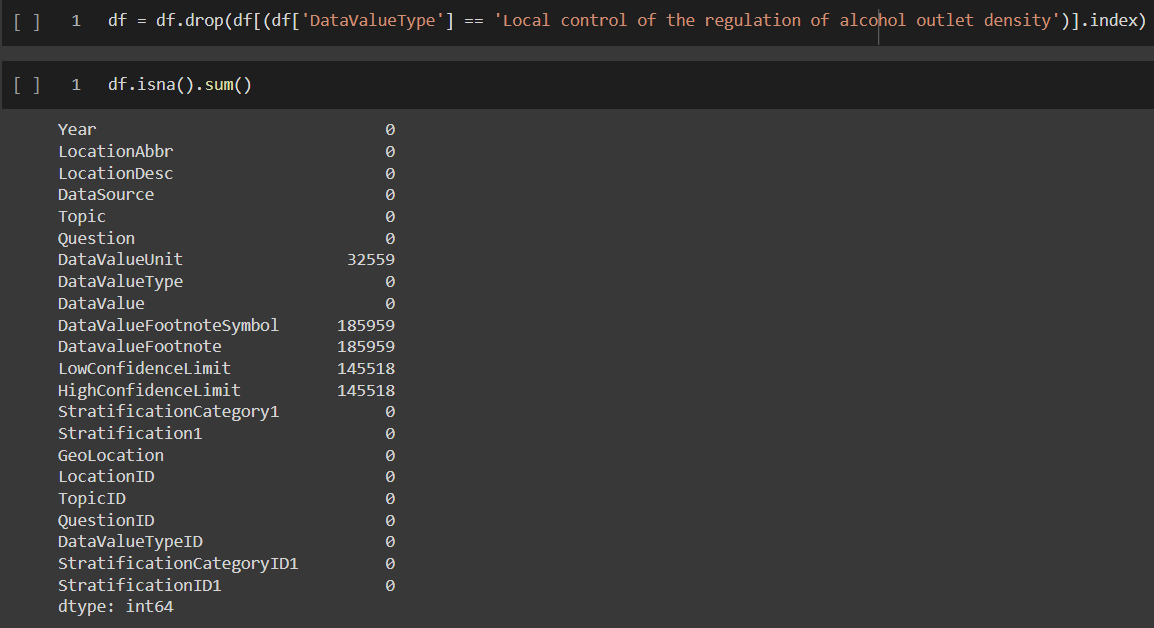 [ ] 1 df = df.drop(df[(df['DataValueType'] == 'Local control of the regulation of alcohol outlet density')].index)
[ ] 1 df.isna().sum()
Year 0
LocationAbbr 0
LocationDesc 0
DataSource 0
Topic 0
Question 0
DataValueUnit 32559
DataValueType 0
DataValue 0
DataValueFootnoteSymbol 185959
DatavalueFootnote 185959
LowConfidenceLimit 145518
HighConfidenceLimit 145518
StratificationCategory1 0
Stratification1 0
GeoLocation 0
LocationID 0
TopicID 0
QuestionID 0
DataValueTypeID 0
StratificationCategoryID1 0
StratificationID1 0
dtype: int64